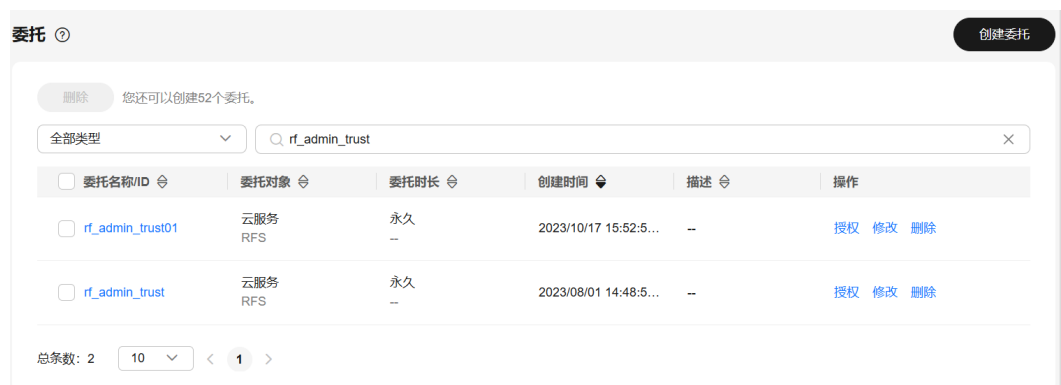 委托
创建委托
删除 您还可以创建52个委托。
全部类型 rf_admin_trust
委托名称/ID 委托对象 委托时长 创建时间 描述 操作
rf_admin_trust01 云服务 永久 2023/10/17 15:52:5... -- 授权 修改 删除
RFS --
rf_admin_trust 云服务 永久 2023/08/01 14:48:5... -- 授权 修改 删除
RFS --
总条数：2 10 < 1 >